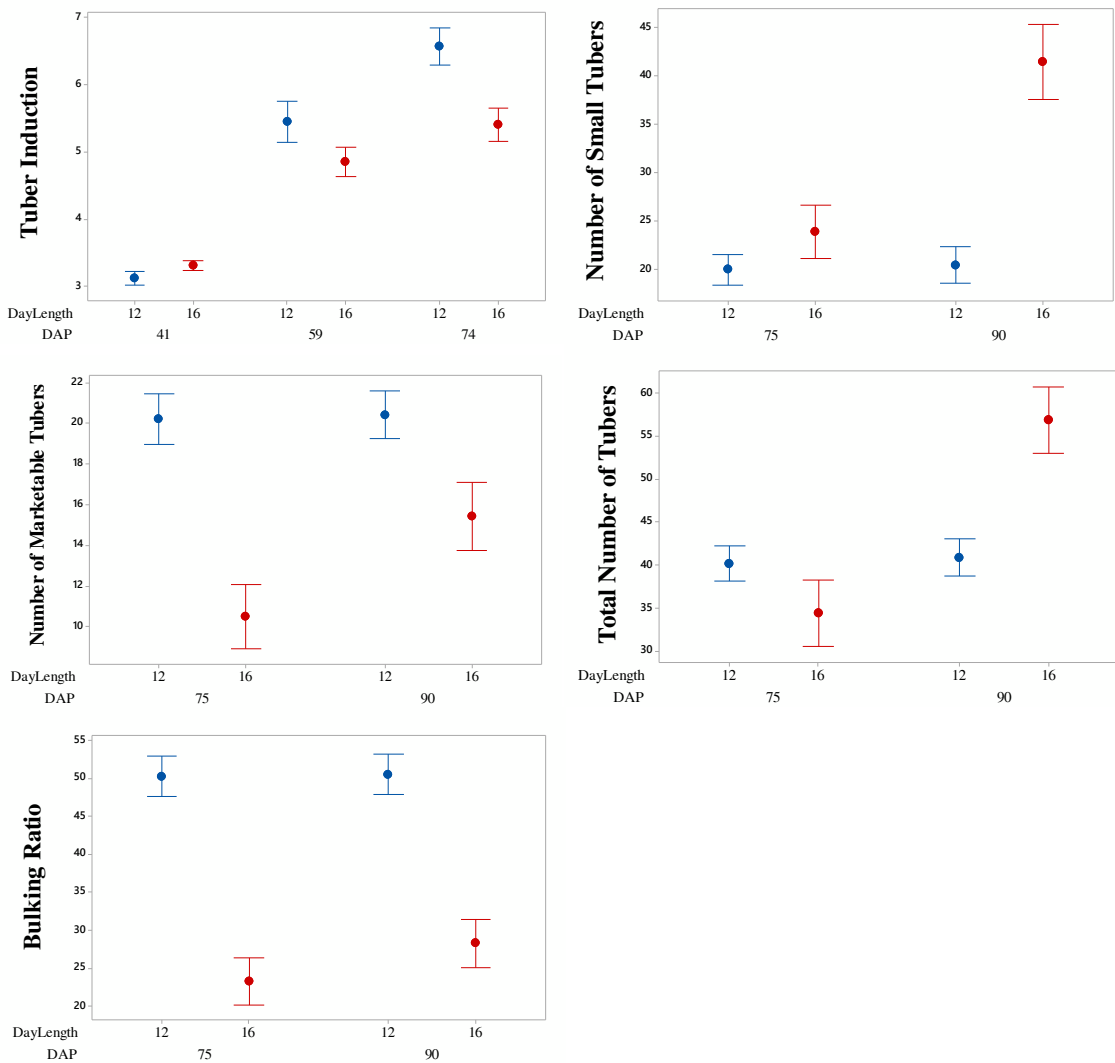 Tuber Induction
7
6
5
4
3
DayLength 12 16 12 16 12 16
DAP 41 59 74
Number of Small Tubers
45
40
35
30
25
20
DayLength 12 16 12 16
DAP 75 90
Number of Marketable Tubers
22
20
18
16
14
12
10
DayLength 12 16 12 16
DAP 75 90
Total Number of Tubers
60
55
50
45
40
35
30
DayLength 12 16 12 16
DAP 75 90
Bulking Ratio
55
50
45
40
35
30
25
20
DayLength 12 16 12 16
DAP 75 90